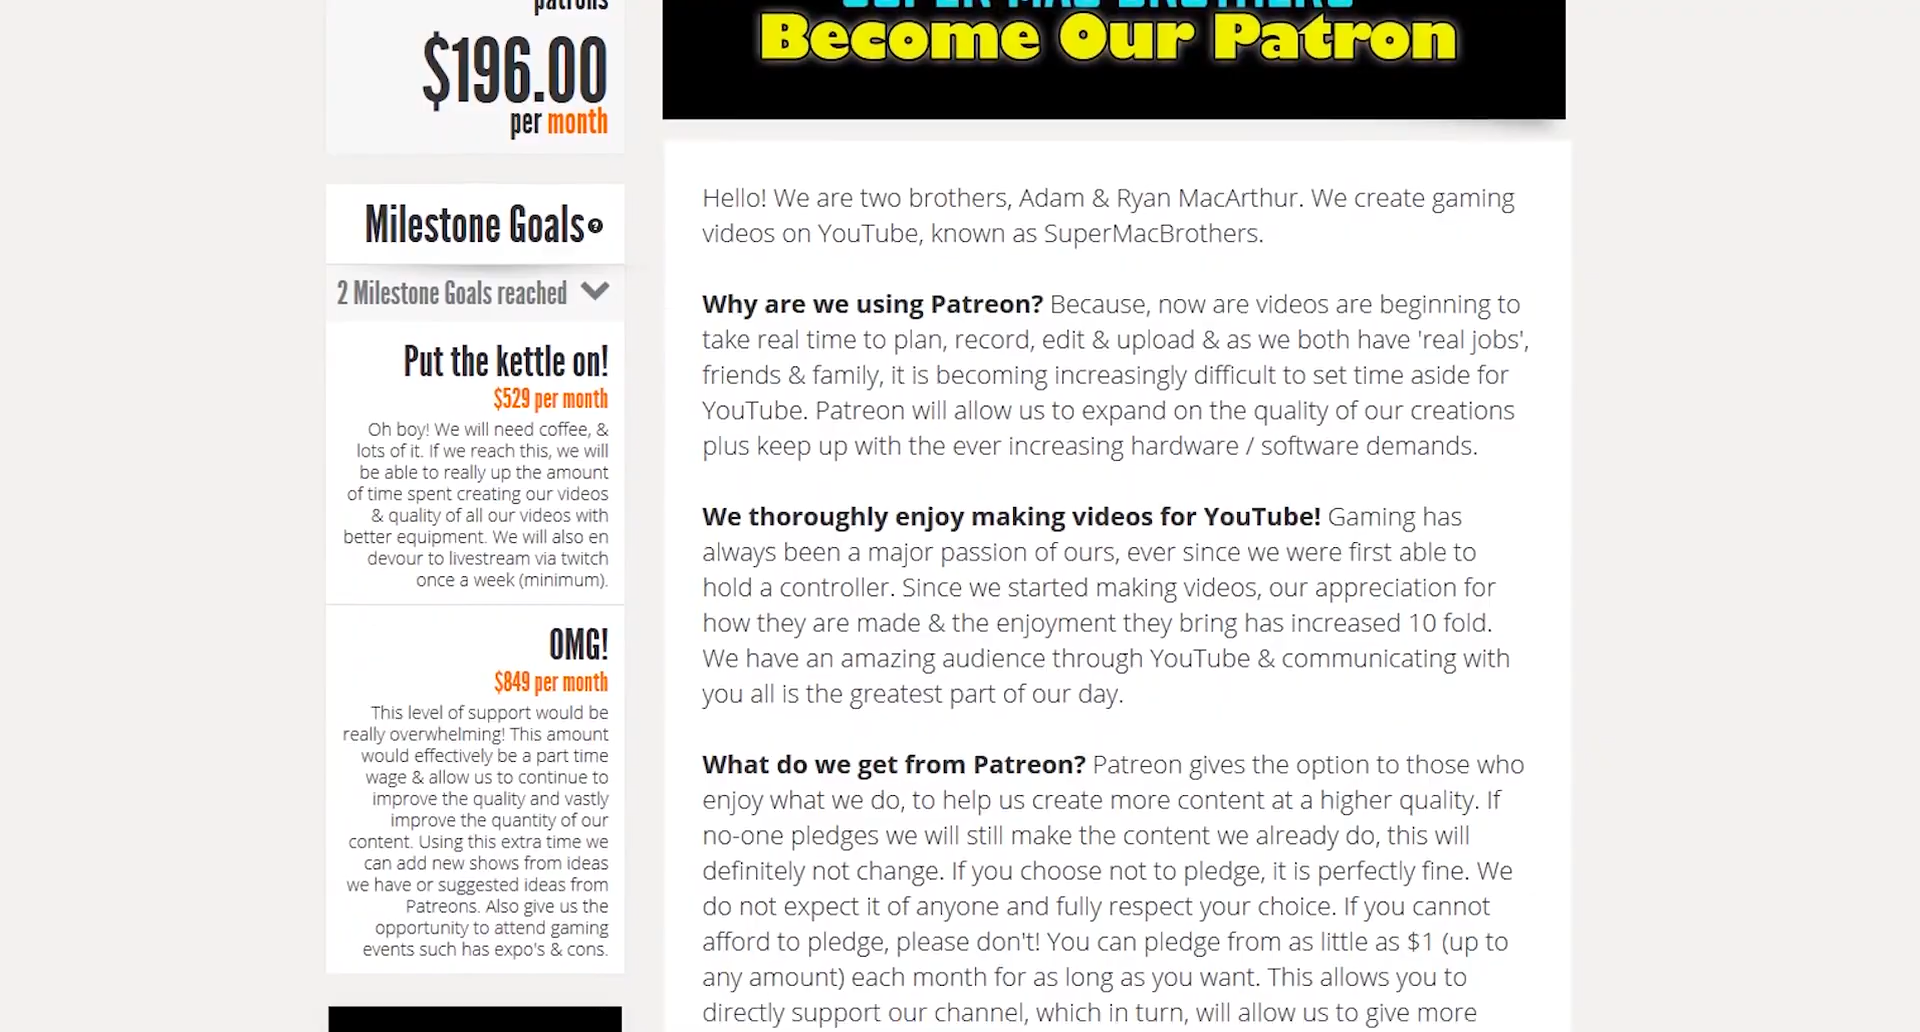 patrons
$196.00
per month
Milestone Goals
2 Milestone Goals reached
Put the kettle on!
$529 per month
Oh boy! We will need coffee, &
lots of it. If we reach this, we will
be able to really up the amount
of time spent creating our videos
& quality of all our videos with
better equipment. We will also en
devour to livestream via twitch
once a week (minimum).
OMG!
$849 per month
This level of support would be
really overwhelming! This amount
would effectively be a part time
wage & allow us to continue to
improve the quality and vastly
improve the quantity of our
content. Using this extra time we
can add new shows from ideas
we have or suggested ideas from
Patreons. Also give us the
opportunity to attend gaming
events such has expo's & cons.
SUPER MAC BROTHERS
Become Our Patron
Hello! We are two brothers, Adam & Ryan MacArthur. We create gaming
videos on YouTube, known as SuperMacBrothers.
Why are we using Patreon? Because, now are videos are beginning to
take real time to plan, record, edit & upload & as we both have 'real jobs',
friends & family, it is becoming increasingly difficult to set time aside for
YouTube. Patreon will allow us to expand on the quality of our creations
plus keep up with the ever increasing hardware / software demands.
We thoroughly enjoy making videos for YouTube! Gaming has
always been a major passion of ours, ever since we were first able to
hold a controller. Since we started making videos, our appreciation for
how they are made & the enjoyment they bring has increased 10 fold.
We have an amazing audience through YouTube & communicating with
you all is the greatest part of our day.
What do we get from Patreon? Patreon gives the option to those who
enjoy what we do, to help us create more content at a higher quality. If
no-one pledges we will still make the content we already do, this will
definitely not change. If you choose not to pledge, it is perfectly fine. We
do not expect it of anyone and fully respect your choice. If you cannot
afford to pledge, please don't! You can pledge from as little as $1 (up to
any amount) each month for as long as you want. This allows you to
directly support our channel, which in turn, will allow us to give more